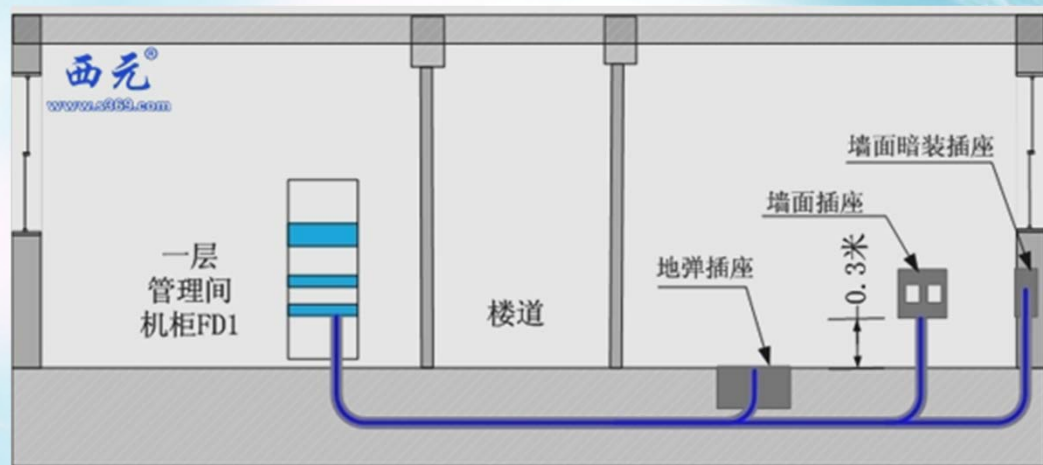 西元®
www.s369.com
墙面暗装插座
墙面插座
0.3米
地弹插座
一层
管理间
机柜FD1
楼道